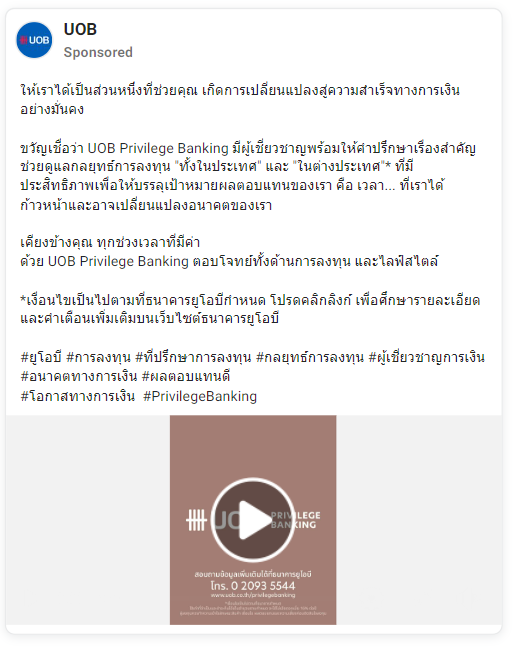 UOB
UOB
Sponsored
ให้เราได้เป็นส่วนหนึ่งที่ช่วยคุณ เกิดการเปลี่ยนแปลงสู่ความสำเร็จทางการเงิน
อย่างมั่นคง
ขวัญเชื่อว่า UOB Privilege Banking มีผู้เชี่ยวชาญพร้อมให้คำปรึกษาเรื่องสำคัญ
ช่วยดูแลกลยุทธ์การลงทุน "ทั้งในประเทศ" และ "ในต่างประเทศ"* ที่มี
ประสิทธิภาพเพื่อให้บรรลุเป้าหมายผลตอบแทนของเรา คือ เวลา... ที่เราได้
ก้าวหน้าและอาจเปลี่ยนแปลงอนาคตของเรา
เคียงข้างคุณ ทุกช่วงเวลาที่มีค่า
ด้วย UOB Privilege Banking ตอบโจทย์ทั้งด้านการลงทุน และไลฟ์สไตล์
*เงื่อนไขเป็นไปตามที่ธนาคารยูโอบีกำหนด โปรดคลิกลิงก์ เพื่อศึกษารายละเอียด
และคำเตือนเพิ่มเติมบนเว็บไซต์ธนาคารยูโอบี
#ยูโอบี #การลงทุน #ที่ปรึกษาการลงทุน #กลยุทธ์การลงทุน #ผู้เชี่ยวชาญการเงิน
#อนาคตทางการเงิน #ผลตอบแทนดี
#โอกาสทางการเงิน #PrivilegeBanking
UOB PRIVILEGE
BANKING
สอบถามข้อมูลเพิ่มเติมได้ที่ธนาคารยูโอบี
โทร. 0 2093 5544
www.uob.co.th/privilegebanking